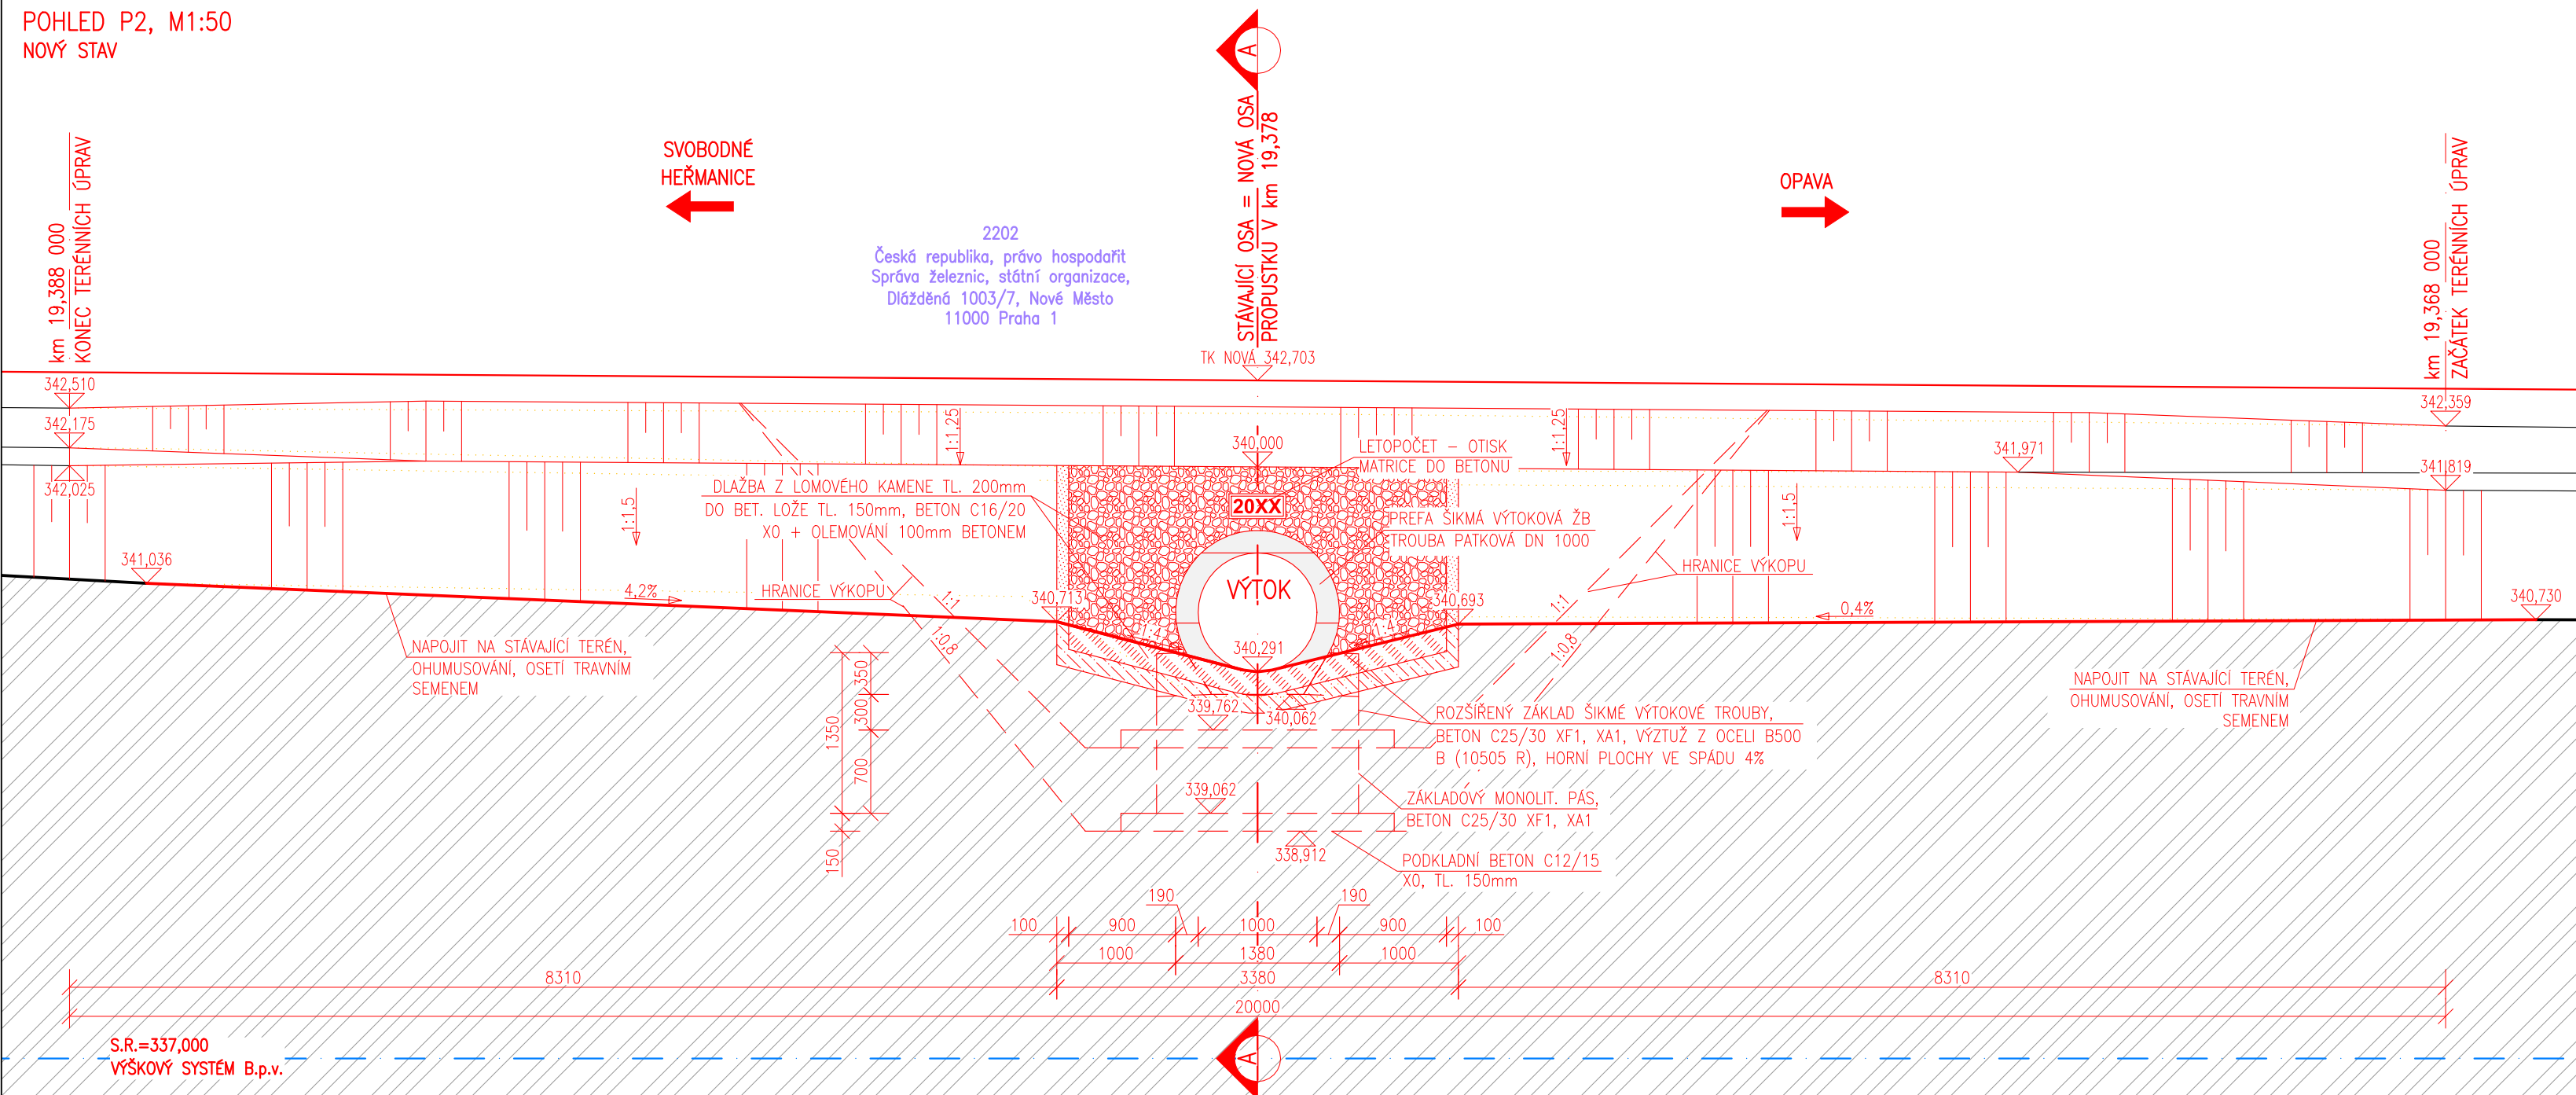 POHLED P2, M1:50
NOVÝ STAV
A
km 19,388 000
KONEC TERÉNNÍCH ÚPRAV
SVOBODNÉ
HEŘMANICE
2202
Česká republika, právo hospodařit
Správa železnic, státní organizace,
Dlážděná 1003/7, Nové Město
11000 Praha 1
STÁVAJÍCÍ OSA = NOVÁ OSA
PROPUSTKU V km 19,378
OPAVA
km 19,368 000
ZAČÁTEK TERÉNNÍCH ÚPRAV
TK NOVÁ 342,703
342,510
342,175
342,025
341,036
1:1,25
1:1,25
340,000
LETOPOČET – OTISK
MATRICE DO BETONU
342,359
341,971
341,819
DLAŽBA Z LOMOVÉHO KAMENE TL. 200mm
DO BET. LOŽE TL. 150mm, BETON C16/20
X0 + OLEMOVÁNÍ 100mm BETONEM
1:1,5
20XX
PREFA ŠIKMÁ VÝTOKOVÁ ŽB
TROUBA PATKOVÁ DN 1000
1:1,5
HRANICE VÝKOPU
HRANICE VÝKOPU
VÝTOK
4,2%
340,713
340,693
0,4%
340,730
1:1
1:0,8
1:4
1:4
1:1
1:0,8
340,291
NAPOJIT NA STÁVAJÍCÍ TERÉN,
OHUMUSOVÁNÍ, OSETÍ TRAVNÍM
SEMENEM
NAPOJIT NA STÁVAJÍCÍ TERÉN,
OHUMUSOVÁNÍ, OSETÍ TRAVNÍM
SEMENEM
350
300
1350
700
150
339,762
340,062
ROZŠÍŘENÝ ZÁKLAD ŠIKMÉ VÝTOKOVÉ TROUBY,
BETON C25/30 XF1, XA1, VÝZTUŽ Z OCELI B500
B (10505 R), HORNÍ PLOCHY VE SPÁDU 4%
339,062
ZÁKLADOVÝ MONOLIT. PÁS,
BETON C25/30 XF1, XA1
338,912
PODKLADNÍ BETON C12/15
X0, TL. 150mm
190
190
100
900
1000
900
100
1000
1380
1000
8310
3380
8310
20000
S.R.=337,000
VÝŠKOVÝ SYSTÉM B.p.v.
A